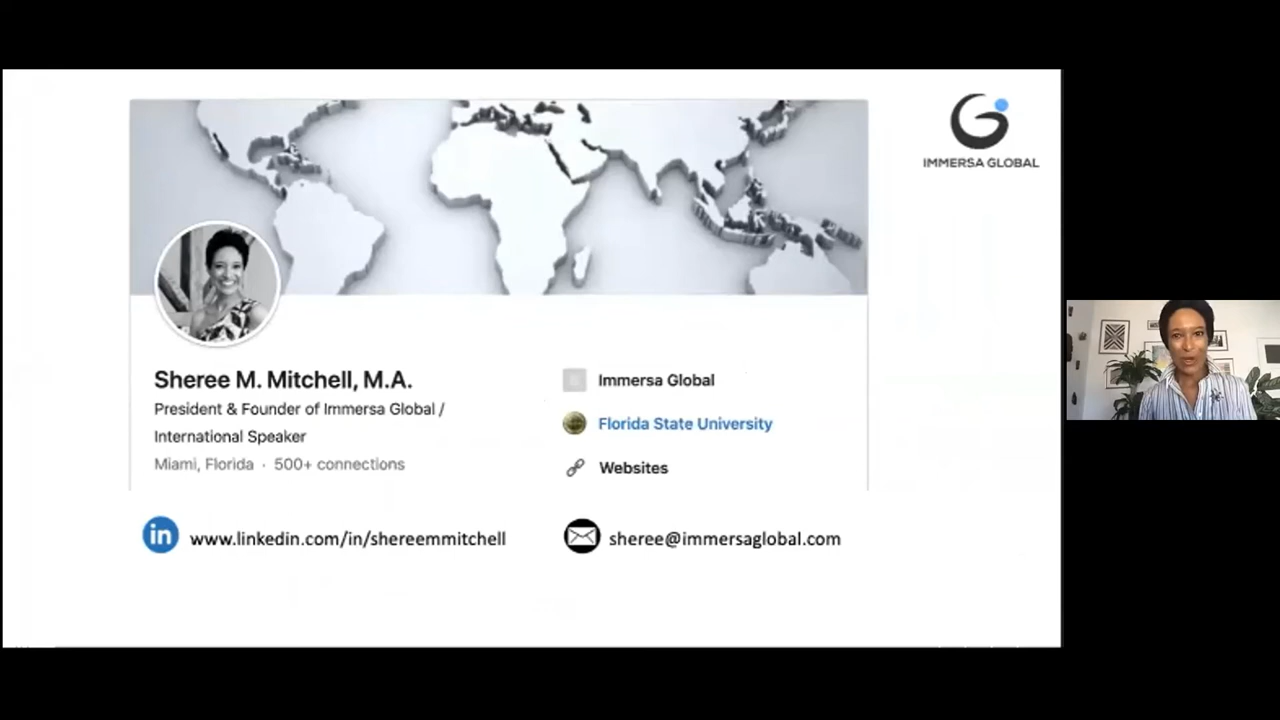 IMMERSA GLOBAL
Sheree M. Mitchell, M.A.
President & Founder of Immersa Global /
International Speaker
Miami, Florida · 500+ connections
Immersa Global
Florida State University
Websites
in www.linkedin.com/in/shereemmitchell
sheree@immersaglobal.com